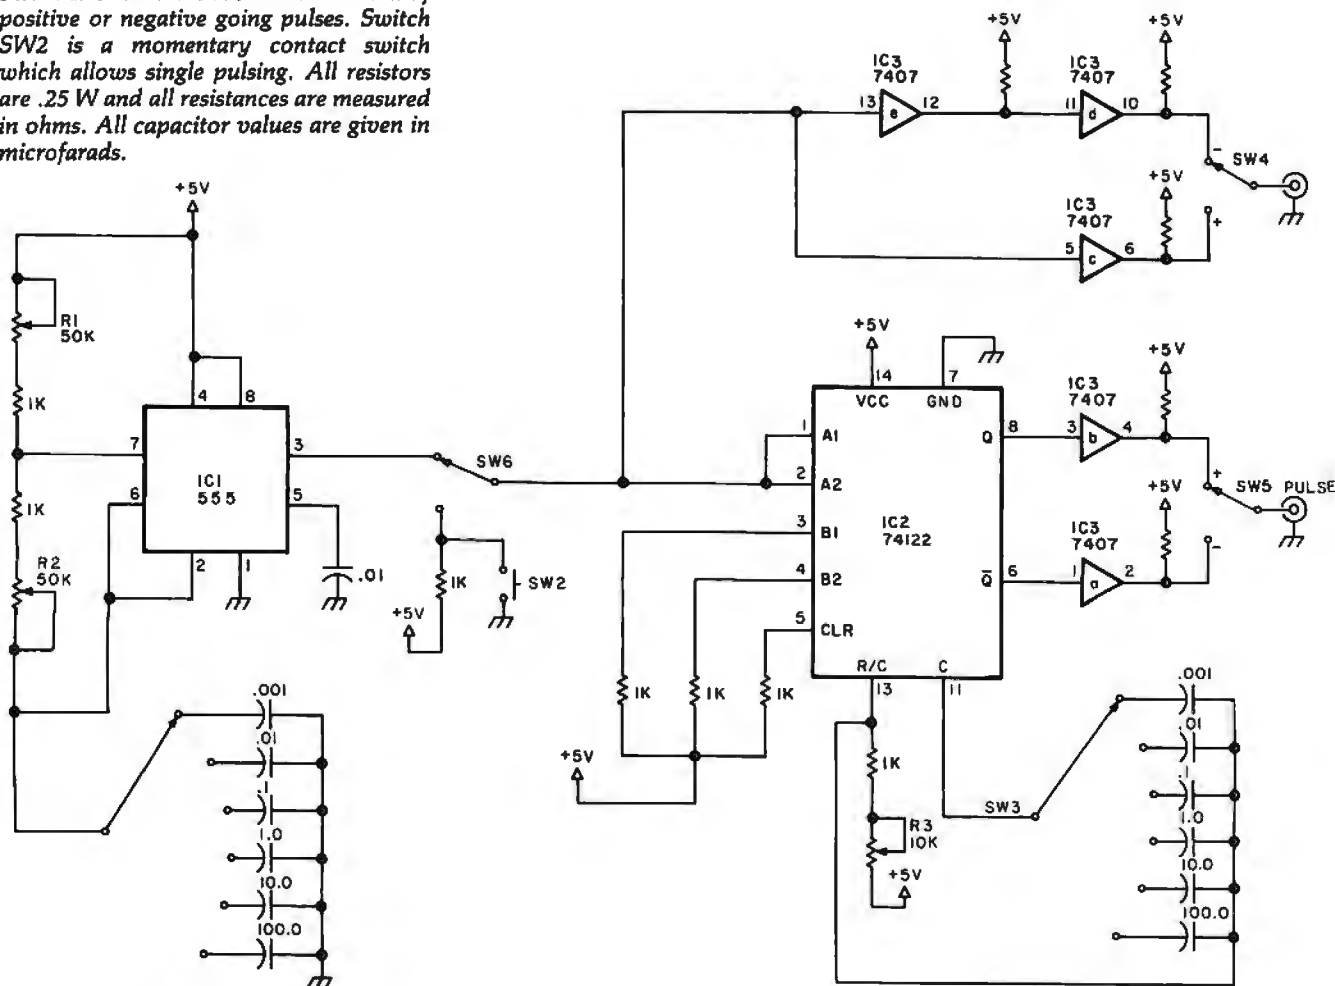 positive or negative going pulses. Switch
SW2 is a momentary contact switch
which allows single pulsing. All resistors
are .25 W and all resistances are measured
in ohms. All capacitor values are given in
microfarads.
+5V
+5V
IC3
7407
13
e
12
IC3
7407
11
d
10
-
SW4
+5V
IC3
7407
5
c
6
+
+5V
R1
50K
1K
4
8
7
3
6
IC1
555
5
1K
2
1
.01
R2
50K
SW6
1K
SW2
+5V
+5V
14
7
VCC
GND
1
A1
2
A2
3
B1
4
B2
5
CLR
IC2
74122
Q
8
Q̅
6
R/C
C
13
11
+5V
IC3
7407
3
b
4
+
SW5
PULSE
+5V
IC3
7407
1
a
2
-
1K
1K
1K
+5V
1K
R3
10K
+5V
SW3
.001
.01
.1
1.0
10.0
100.0
.001
.01
.1
1.0
10.0
100.0